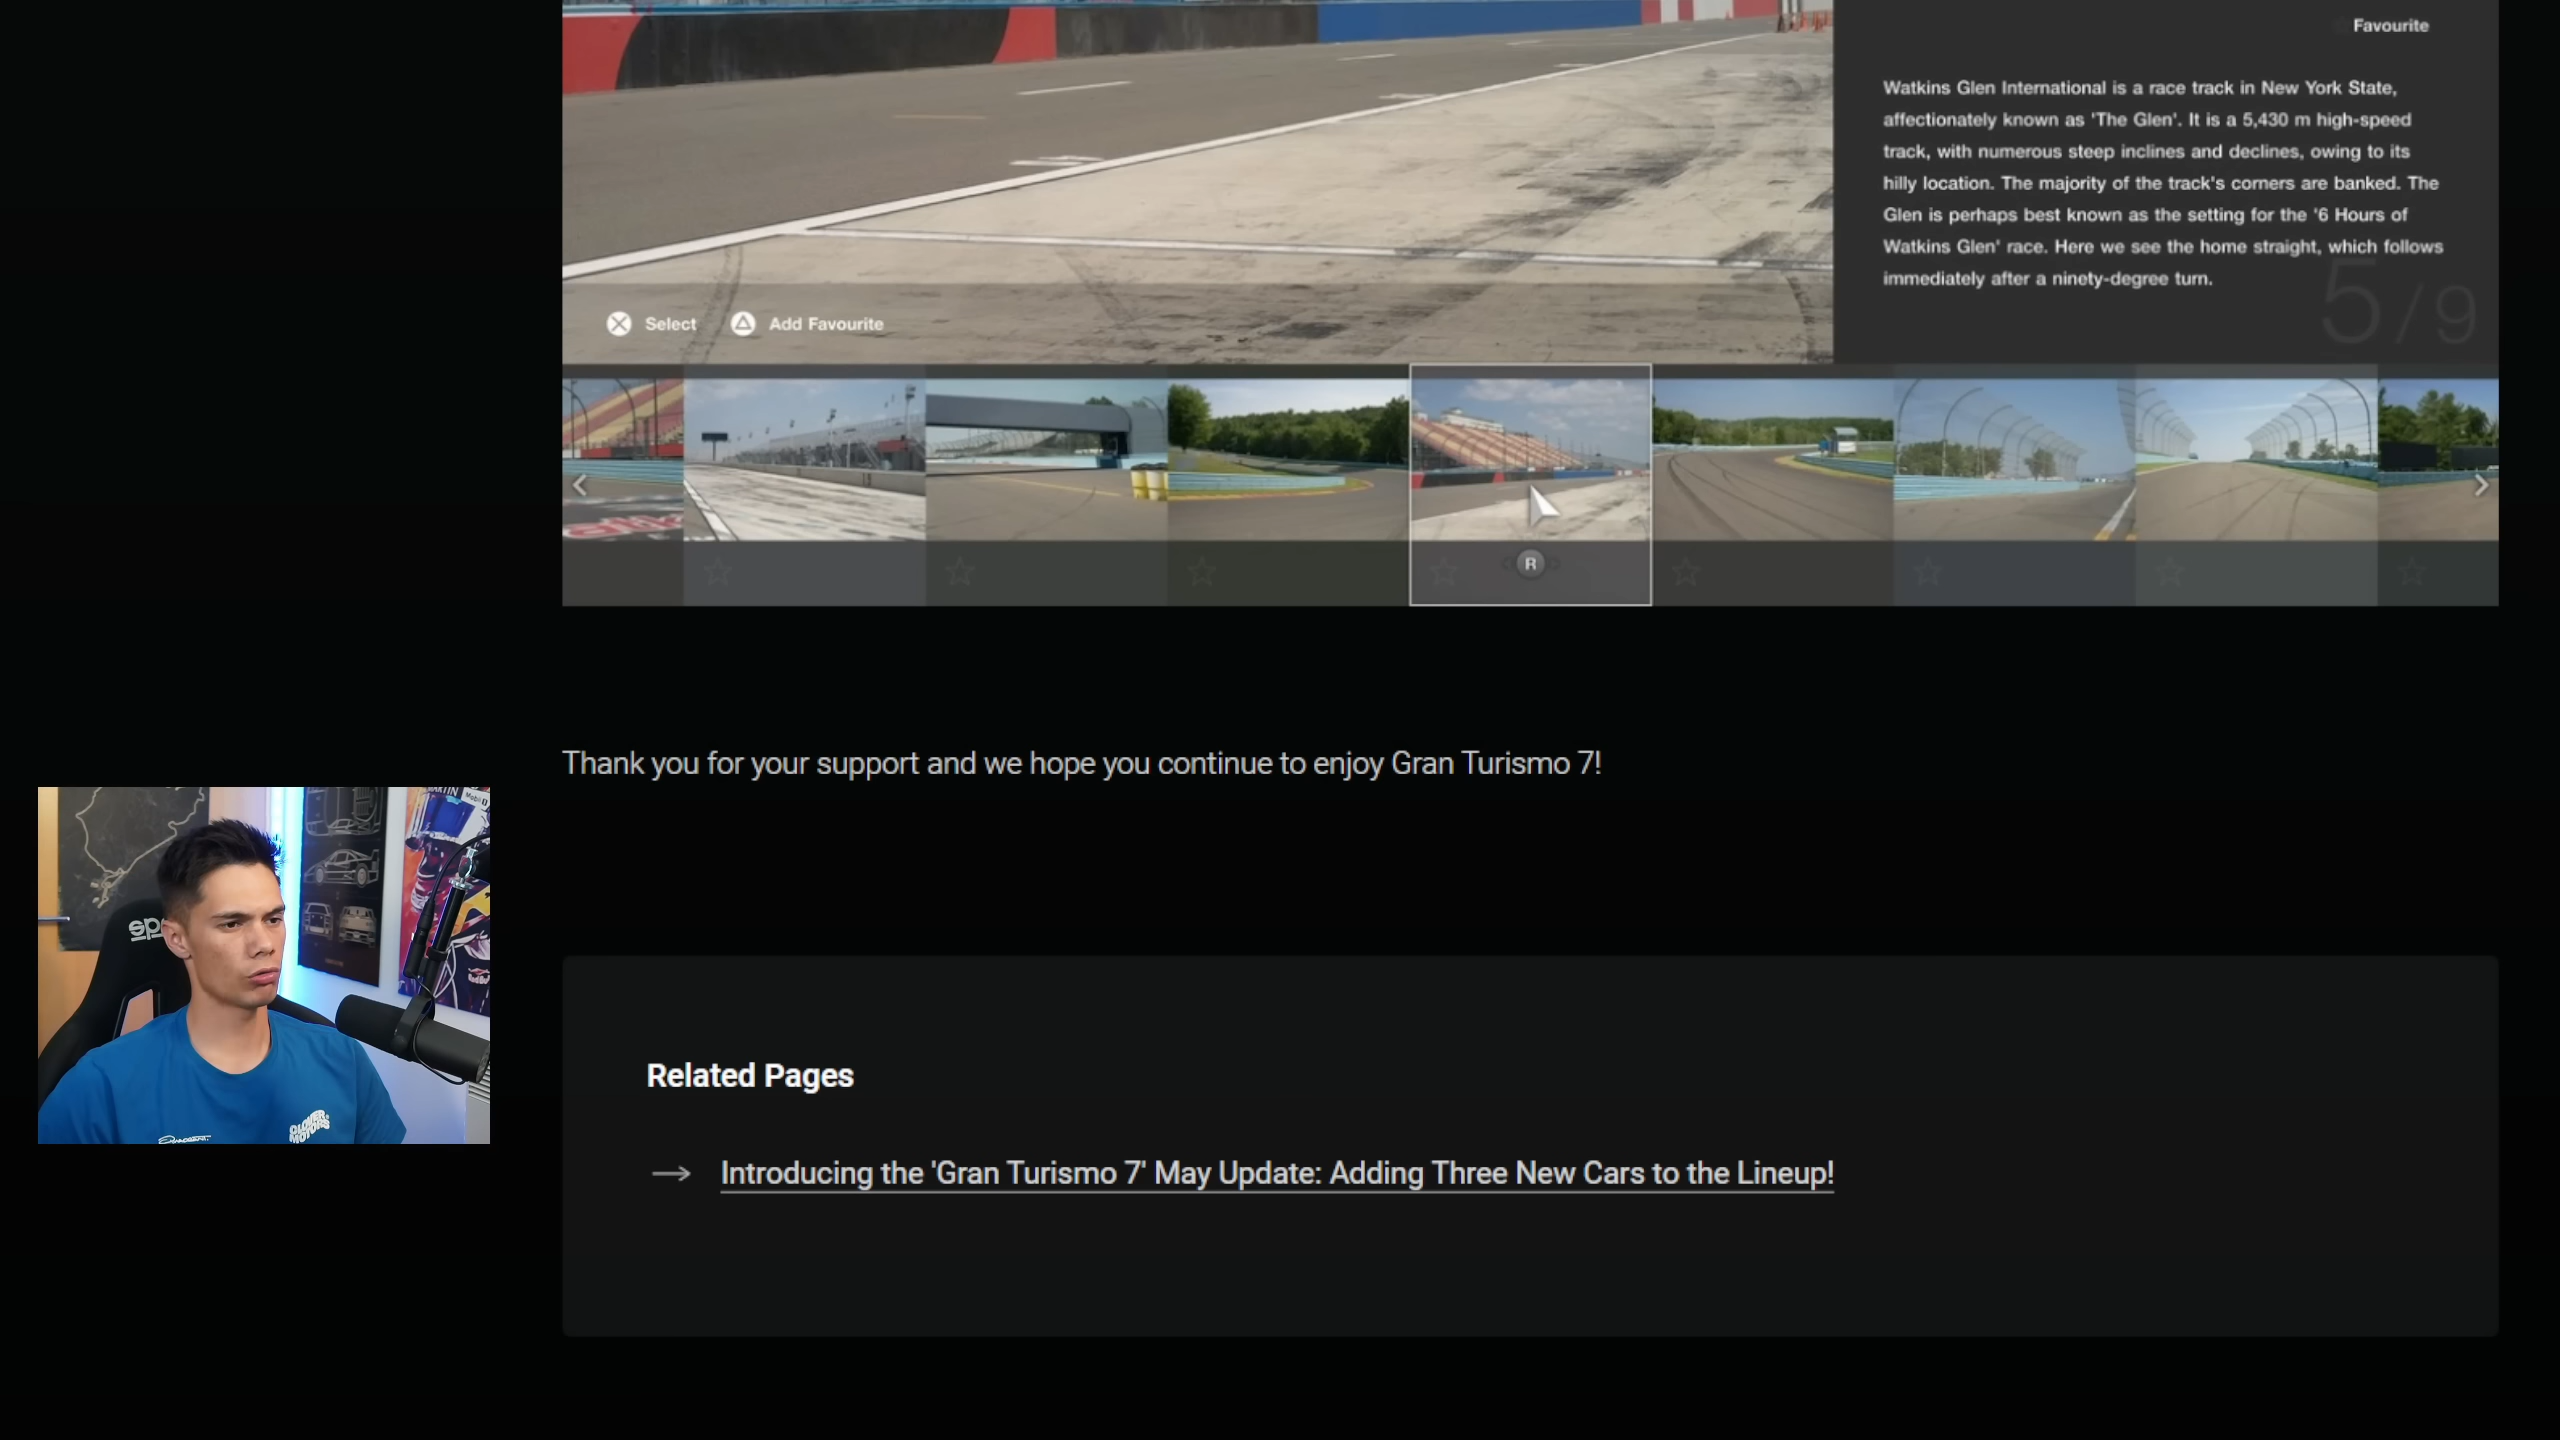 Favourite
Watkins Glen International is a race track in New York State,
affectionately known as 'The Glen'. It is a 5,430 m high-speed
track, with numerous steep inclines and declines, owing to its
hilly location. The majority of the track's corners are banked. The
Glen is perhaps best known as the setting for the '6 Hours of
Watkins Glen' race. Here we see the home straight, which follows
immediately after a ninety-degree turn.
5/9
Select
Add Favourite
R
Thank you for your support and we hope you continue to enjoy Gran Turismo 7!
CLOVER
MOTORS
Related Pages
Introducing the 'Gran Turismo 7' May Update: Adding Three New Cars to the Lineup!